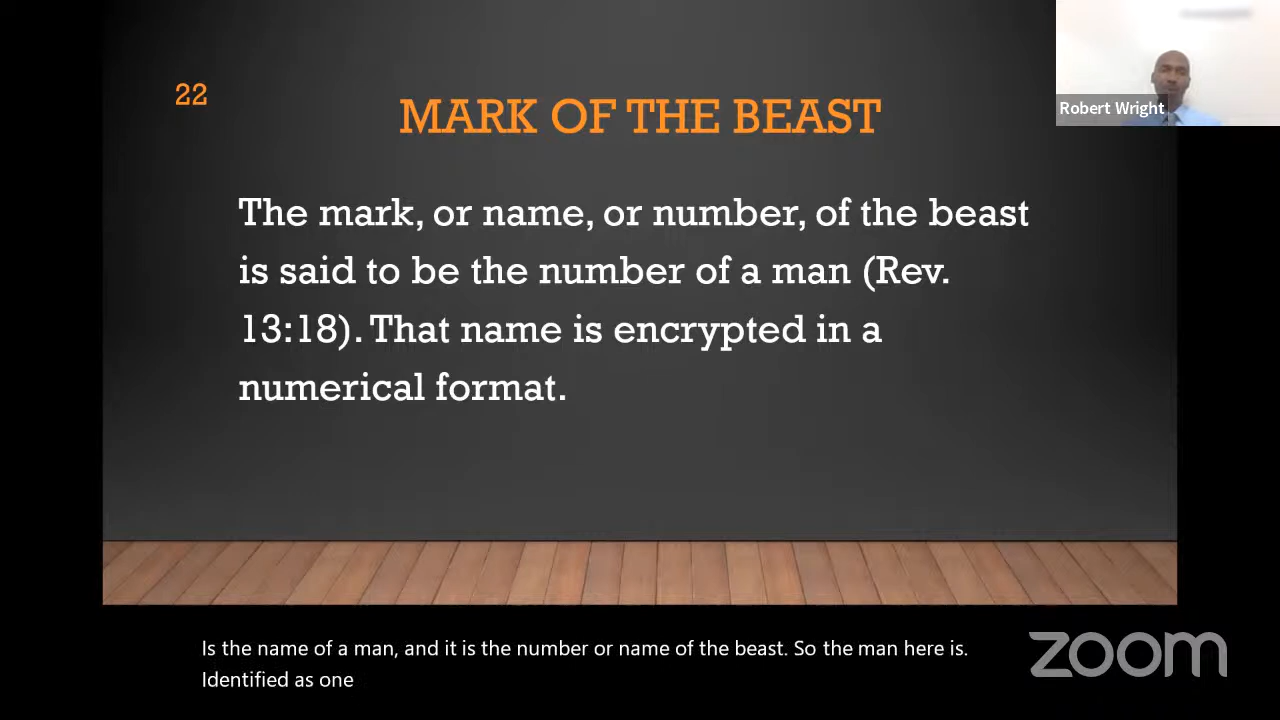 22
MARK OF THE BEAST
Robert Wright
The mark, or name, or number, of the beast
is said to be the number of a man (Rev.
13:18). That name is encrypted in a
numerical format.
Is the name of a man, and it is the number or name of the beast. So the man here is.
Identified as one
zoom